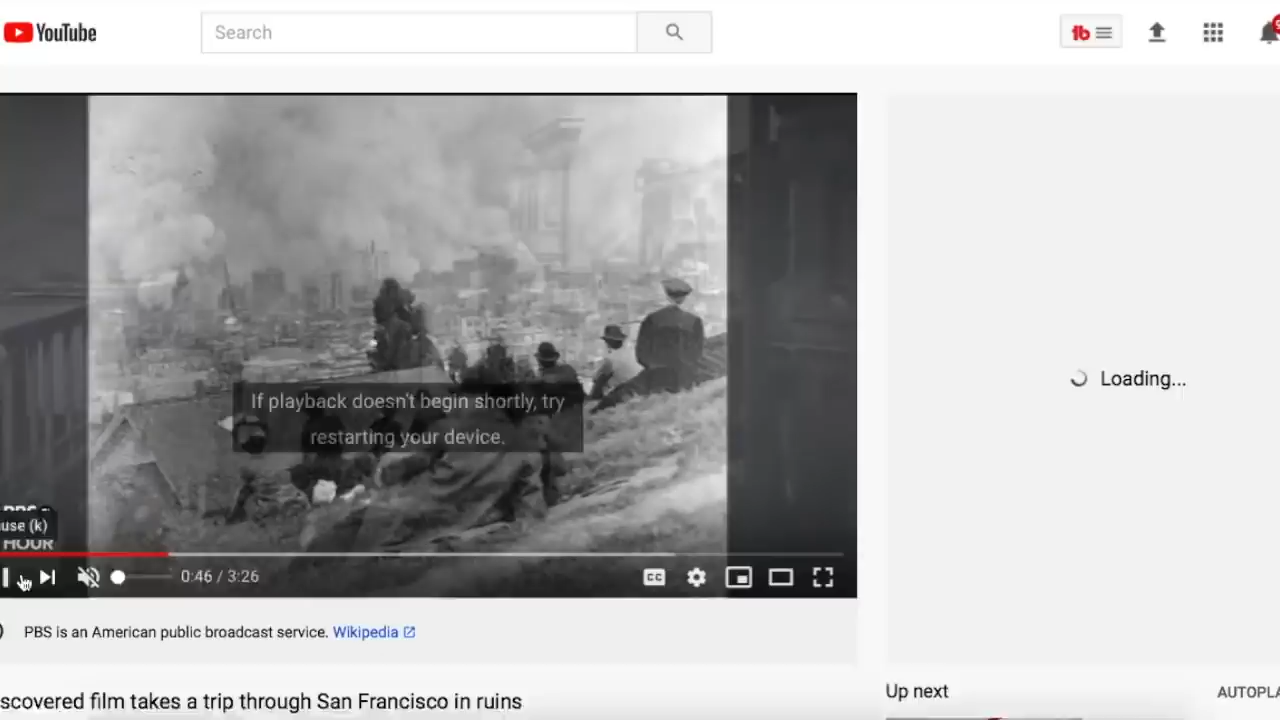 YouTube
Search
tb
If playback doesn't begin shortly, try
restarting your device.
Loading...
use (k)
HOUR
0:46 / 3:26
CC
PBS is an American public broadcast service. Wikipedia
scovered film takes a trip through San Francisco in ruins
Up next
AUTOPLA